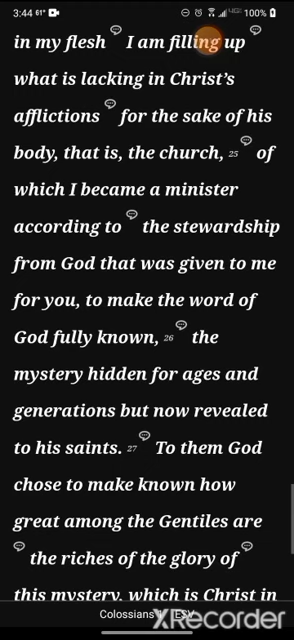 3:44 61°
100%
in my flesh I am filling up
what is lacking in Christ's
afflictions for the sake of his
body, that is, the church, 25 of
which I became a minister
according to the stewardship
from God that was given to me
for you, to make the word of
God fully known, 26 the
mystery hidden for ages and
generations but now revealed
to his saints. 27 To them God
chose to make known how
great among the Gentiles are
the riches of the glory of
this mystery, which is Christ in
Colossians ESV
XRecorder